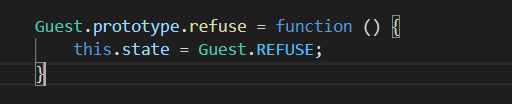 Guest.prototype.refuse = function () {
    this.state = Guest.REFUSE;
}